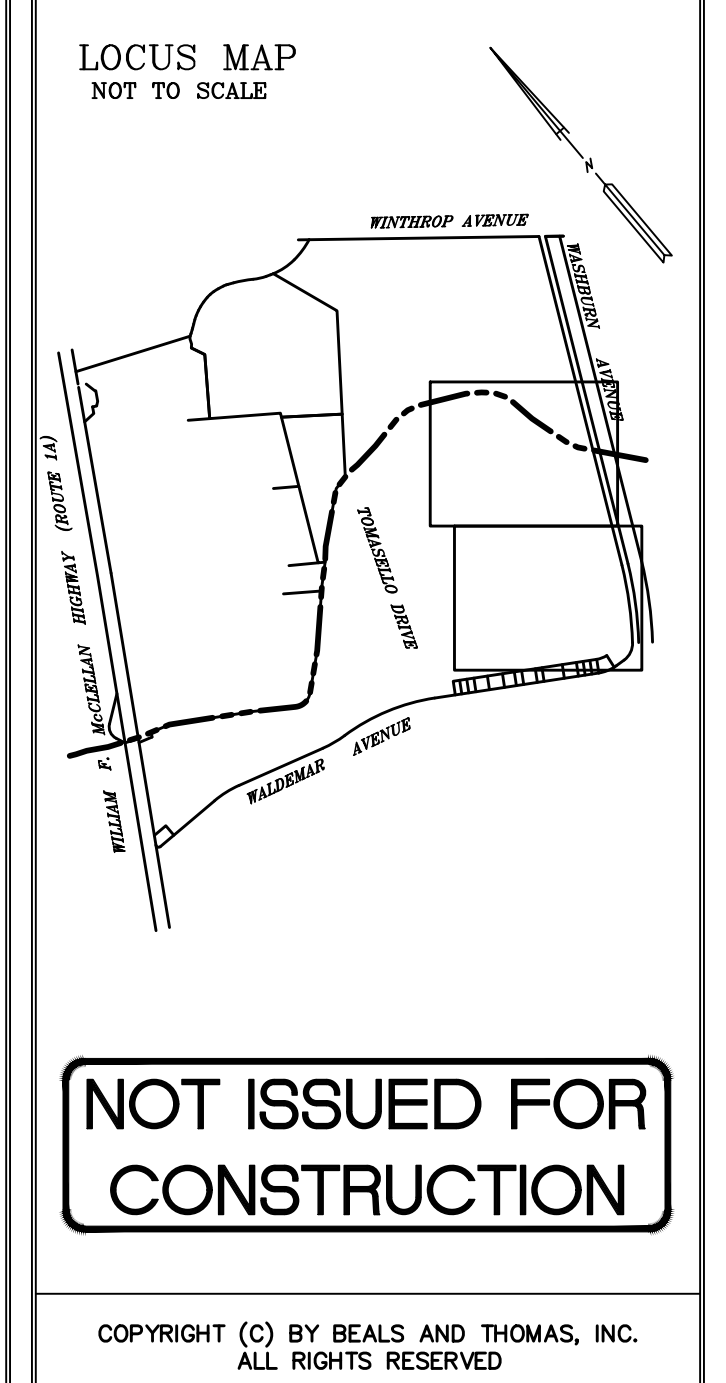 LOCUS MAP
NOT TO SCALE
N
WINTHROP AVENUE
WASHBURN AVENUE
WILLIAM F. McCLELLAN HIGHWAY (ROUTE 1A)
TOMASELLO DRIVE
WALDEMAR AVENUE
NOT ISSUED FOR
CONSTRUCTION
COPYRIGHT (C) BY BEALS AND THOMAS, INC.
ALL RIGHTS RESERVED